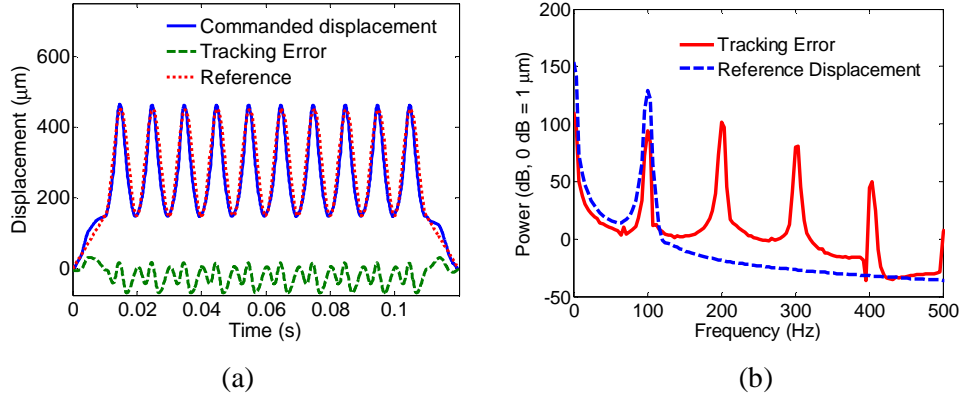 600
400
200
0
Displacement (μm)
Commanded displacement
Tracking Error
Reference
0
0.02
0.04
0.06
0.08
0.1
Time (s)
(a)
200
150
100
50
0
-50
Power (dB, 0 dB = 1 μm)
Tracking Error
Reference Displacement
0
100
200
300
400
500
Frequency (Hz)
(b)